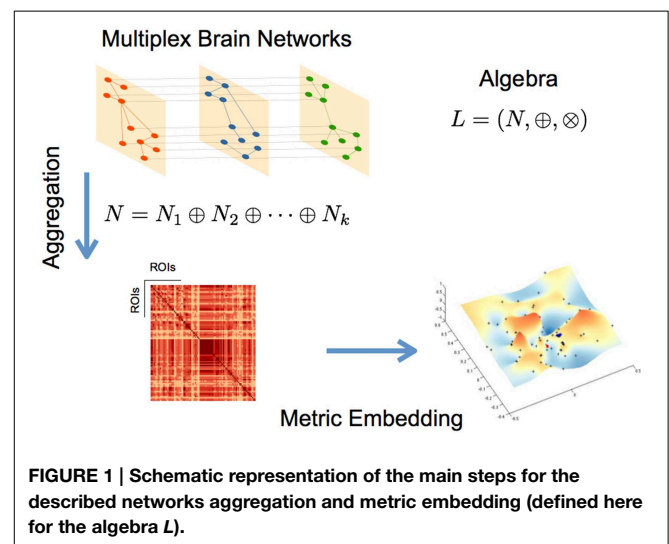 Multiplex Brain Networks
Algebra
L = (N, ⊕, ⊗)
Aggregation
N = N₁ ⊕ N₂ ⊕ ⋯ ⊕ Nₖ
ROIs
ROIs
Metric Embedding
FIGURE 1 | Schematic representation of the main steps for the
described networks aggregation and metric embedding (defined here
for the algebra L).